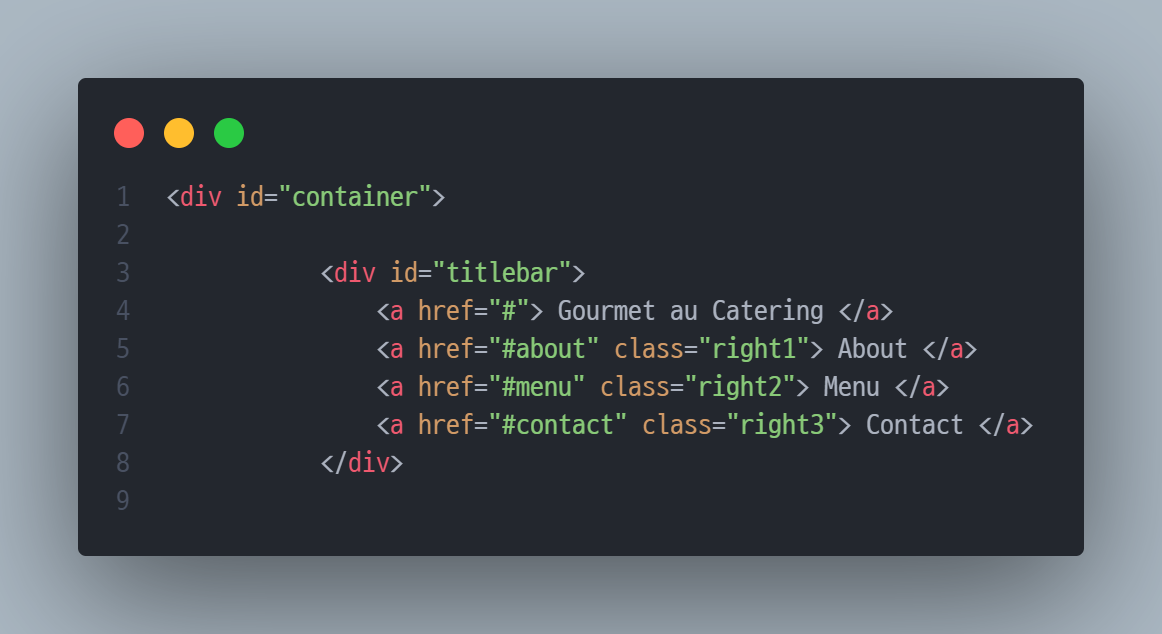 1 <div id="container">
2
3 <div id="titlebar">
4 <a href="#"> Gourmet au Catering </a>
5 <a href="#about" class="right1"> About </a>
6 <a href="#menu" class="right2"> Menu </a>
7 <a href="#contact" class="right3"> Contact </a>
8 </div>
9